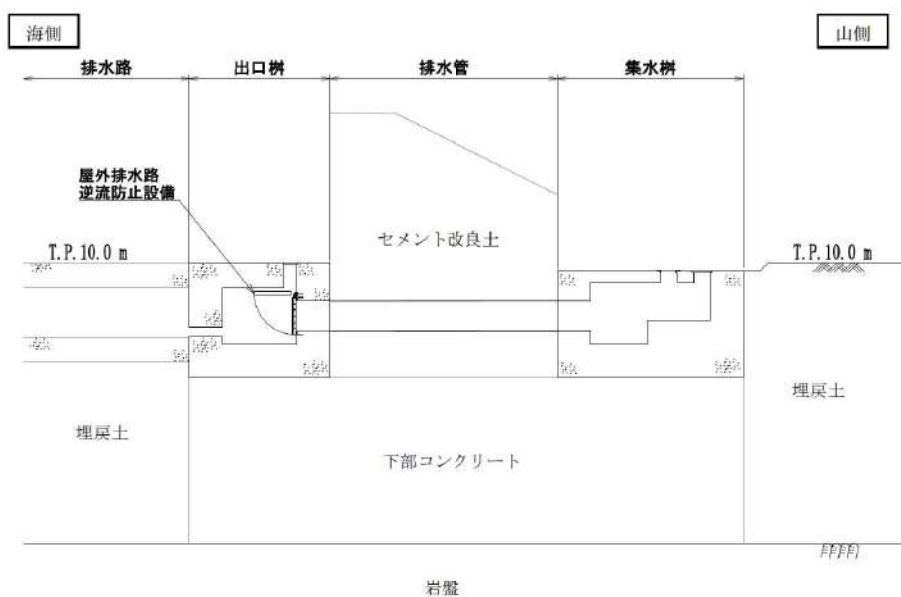 海側
山側
排水路
出口桝
排水管
集水桝
屋外排水路
逆流防止設備
セメント改良土
T.P.10.0 m
T.P.10.0 m
埋戻土
埋戻土
下部コンクリート
岩盤